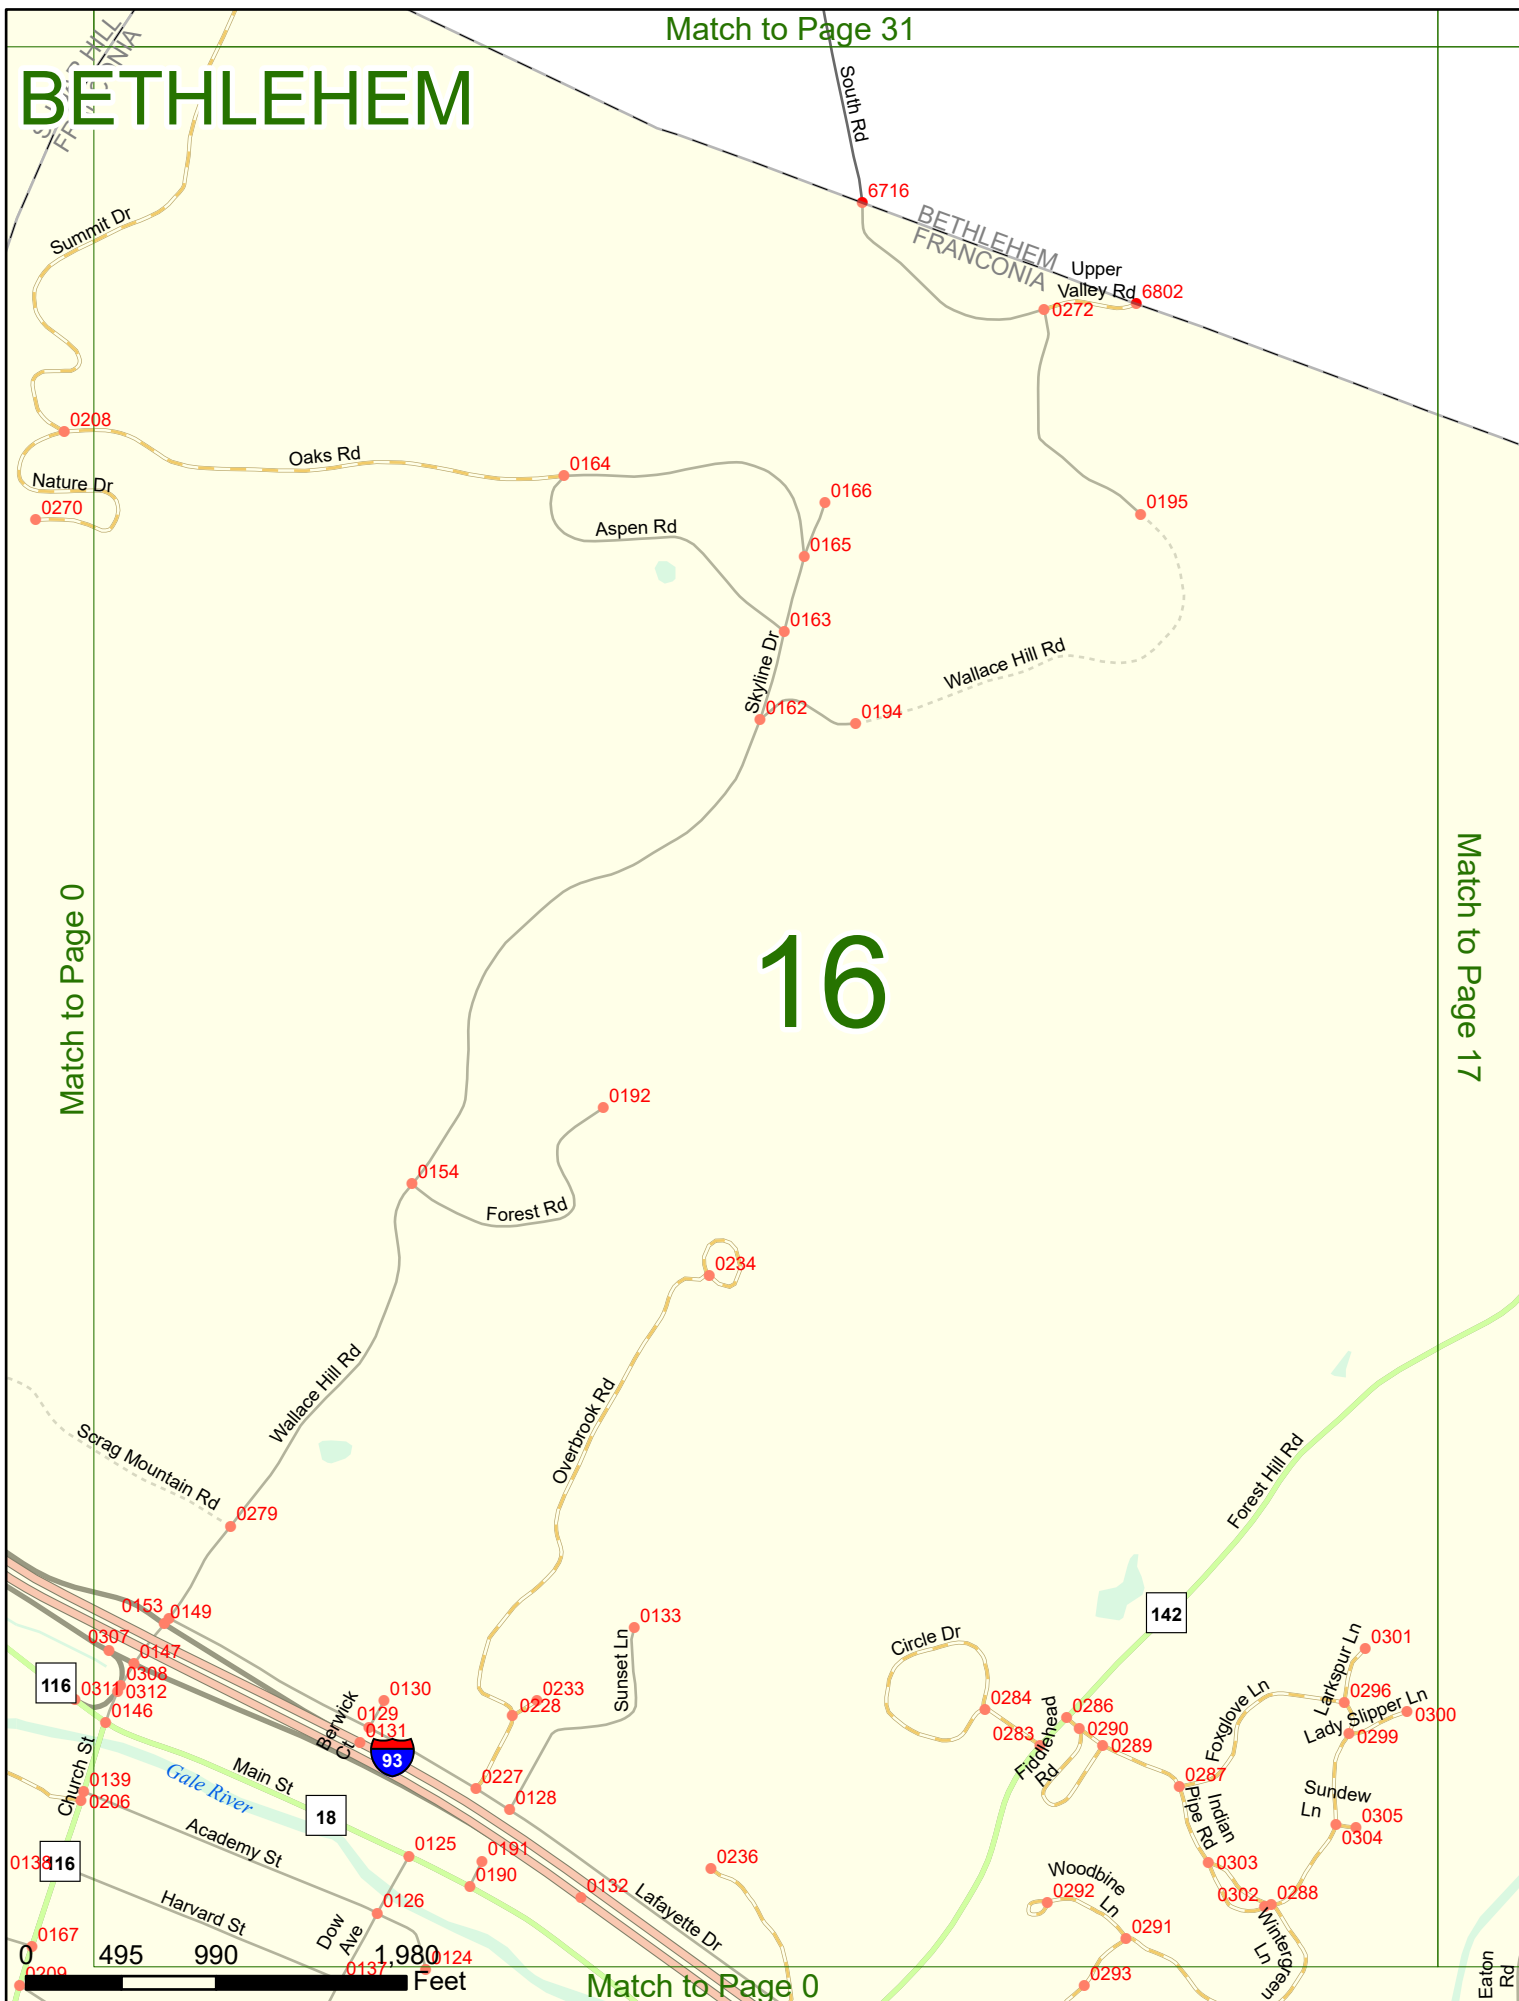 Match to Page 31
BETHLEHEM
FRANCONIA
South Rd
6716
BETHLEHEM
FRANCONIA
Summit Dr
Upper
Valley Rd
6802
0272
0208
Oaks Rd
0164
Nature Dr
0270
0166
0195
Aspen Rd
0165
0163
Skyline Dr
Wallace Hill Rd
0162
0194
Match to Page 0
16
Match to Page 17
0192
0154
Forest Rd
0234
Wallace Hill Rd
Overbrook Rd
Scrag Mountain Rd
0279
Forest Hill Rd
142
0153
0149
0133
0307
0147
0308
0312
0311
116
0146
Circle Dr
Sunset Ln
Larkspur Ln
0301
0130
0129
0131
Berwick
Ct
93
0233
0228
0284
0283
0286
0290
0289
Fiddlehead
Rd
Foxglove Ln
0296
Lady Slipper Ln
0300
0299
Church St
0139
0206
Gale River
Main St
18
0227
0128
0287
Indian
Pipe Rd
Sundew
Ln
0305
0304
Academy St
0125
0191
0190
0236
0138
116
0303
Harvard St
0126
0132
Lafayette Dr
Woodbine
Ln
0292
0302
0288
Dow
Ave
0291
Wintergreen
Ln
0167
0124
0137
0209
0293
Eaton
Rd
0 495 990 1,980
Feet
Match to Page 0